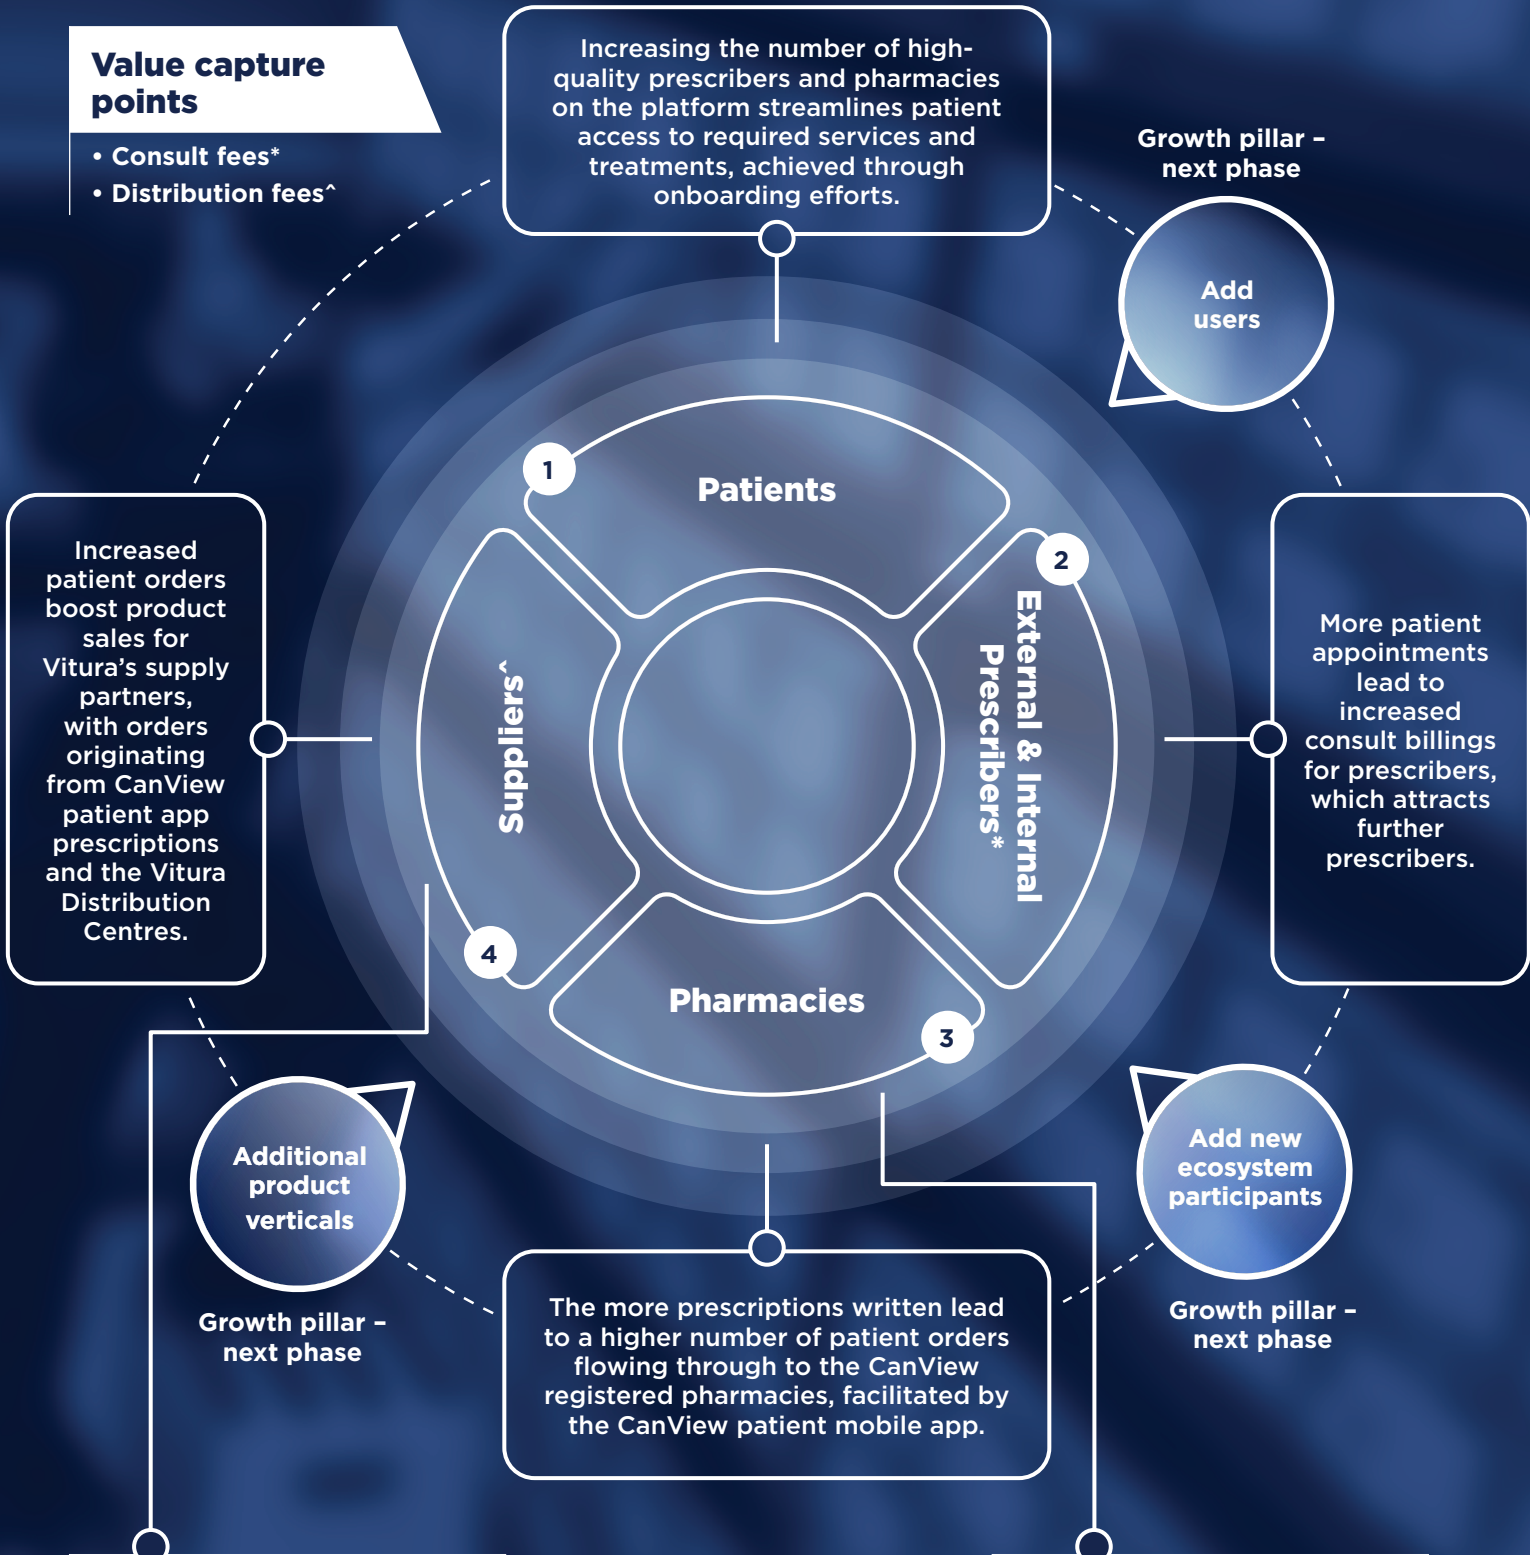 Value capture
points
• Consult fees*
• Distribution fees^
Increasing the number of high-
quality prescribers and pharmacies
on the platform streamlines patient
access to required services and
treatments, achieved through
onboarding efforts.
Growth pillar –
next phase
Add
users
1
Patients
2
External & Internal
Prescribers*
Increased
patient orders
boost product
sales for
Vitura’s supply
partners,
with orders
originating
from CanView
patient app
prescriptions
and the Vitura
Distribution
Centres.
Suppliers^
More patient
appointments
lead to
increased
consult billings
for prescribers,
which attracts
further
prescribers.
4
Pharmacies
3
Additional
product
verticals
Growth pillar –
next phase
Add new
ecosystem
participants
Growth pillar –
next phase
The more prescriptions written lead
to a higher number of patient orders
flowing through to the CanView
registered pharmacies, facilitated by
the CanView patient mobile app.